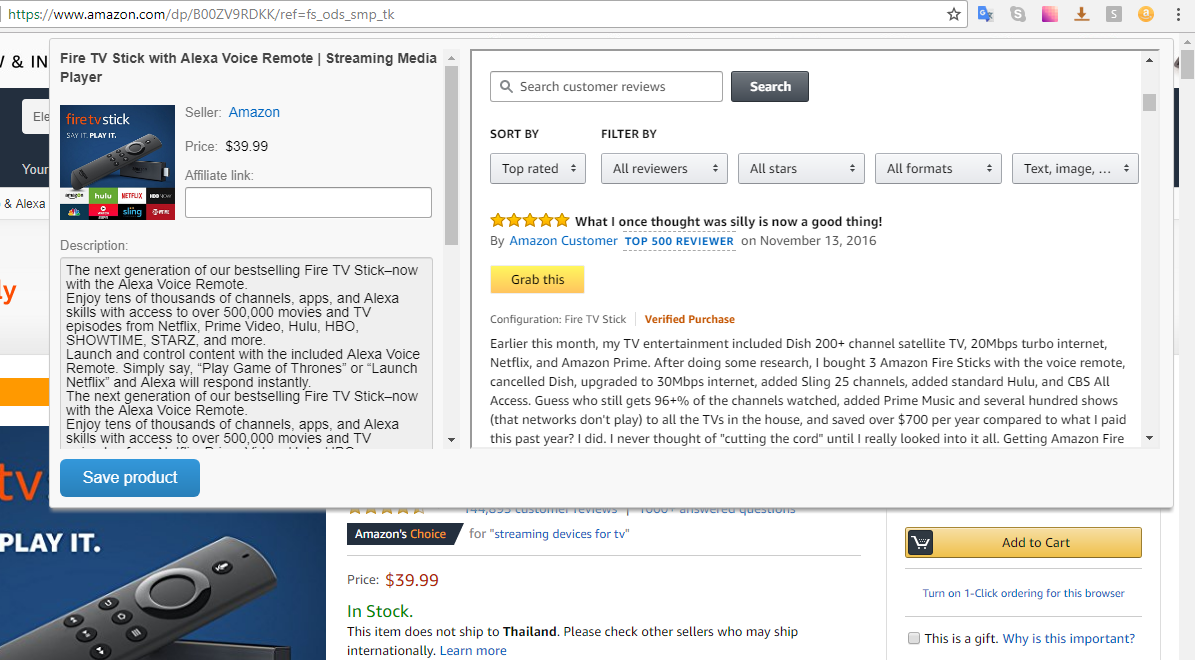 https://www.amazon.com/dp/B00ZV9RDKK/ref=fs_ods_smp_tk
& IN
Ele
Your
& Alexa
ly
Fire TV Stick with Alexa Voice Remote | Streaming Media
Player
fire tv stick
SAY IT. PLAY IT.
amazon hulu NETFLIX HBO NOW
sling
Seller: Amazon
Price: $39.99
Affiliate link:
Description:
The next generation of our bestselling Fire TV Stick–now
with the Alexa Voice Remote.
Enjoy tens of thousands of channels, apps, and Alexa
skills with access to over 500,000 movies and TV
episodes from Netflix, Prime Video, Hulu, HBO,
SHOWTIME, STARZ, and more.
Launch and control content with the included Alexa Voice
Remote. Simply say, “Play Game of Thrones” or “Launch
Netflix” and Alexa will respond instantly.
The next generation of our bestselling Fire TV Stick–now
with the Alexa Voice Remote.
Enjoy tens of thousands of channels, apps, and Alexa
skills with access to over 500,000 movies and TV
Save product
Search customer reviews
Search
SORT BY FILTER BY
Top rated All reviewers All stars All formats Text, image, ...
What I once thought was silly is now a good thing!
By Amazon Customer TOP 500 REVIEWER on November 13, 2016
Grab this
Configuration: Fire TV Stick | Verified Purchase
Earlier this month, my TV entertainment included Dish 200+ channel satellite TV, 20Mbps turbo internet,
Netflix, and Amazon Prime. After doing some research, I bought 3 Amazon Fire Sticks with the voice remote,
cancelled Dish, upgraded to 30Mbps internet, added Sling 25 channels, added standard Hulu, and CBS All
Access. Guess who still gets 96+% of the channels watched, added Prime Music and several hundred shows
(that networks don't play) to all the TVs in the house, and saved over $700 per year compared to what I paid
this past year? I did. I never thought of "cutting the cord" until I really looked into it all. Getting Amazon Fire
tv
PLAY IT.
customer reviews | 1000+ answered questions
Amazon's Choice for "streaming devices for tv"
Price: $39.99
In Stock.
This item does not ship to Thailand. Please check other sellers who may ship
internationally. Learn more
Add to Cart
Turn on 1-Click ordering for this browser
This is a gift. Why is this important?